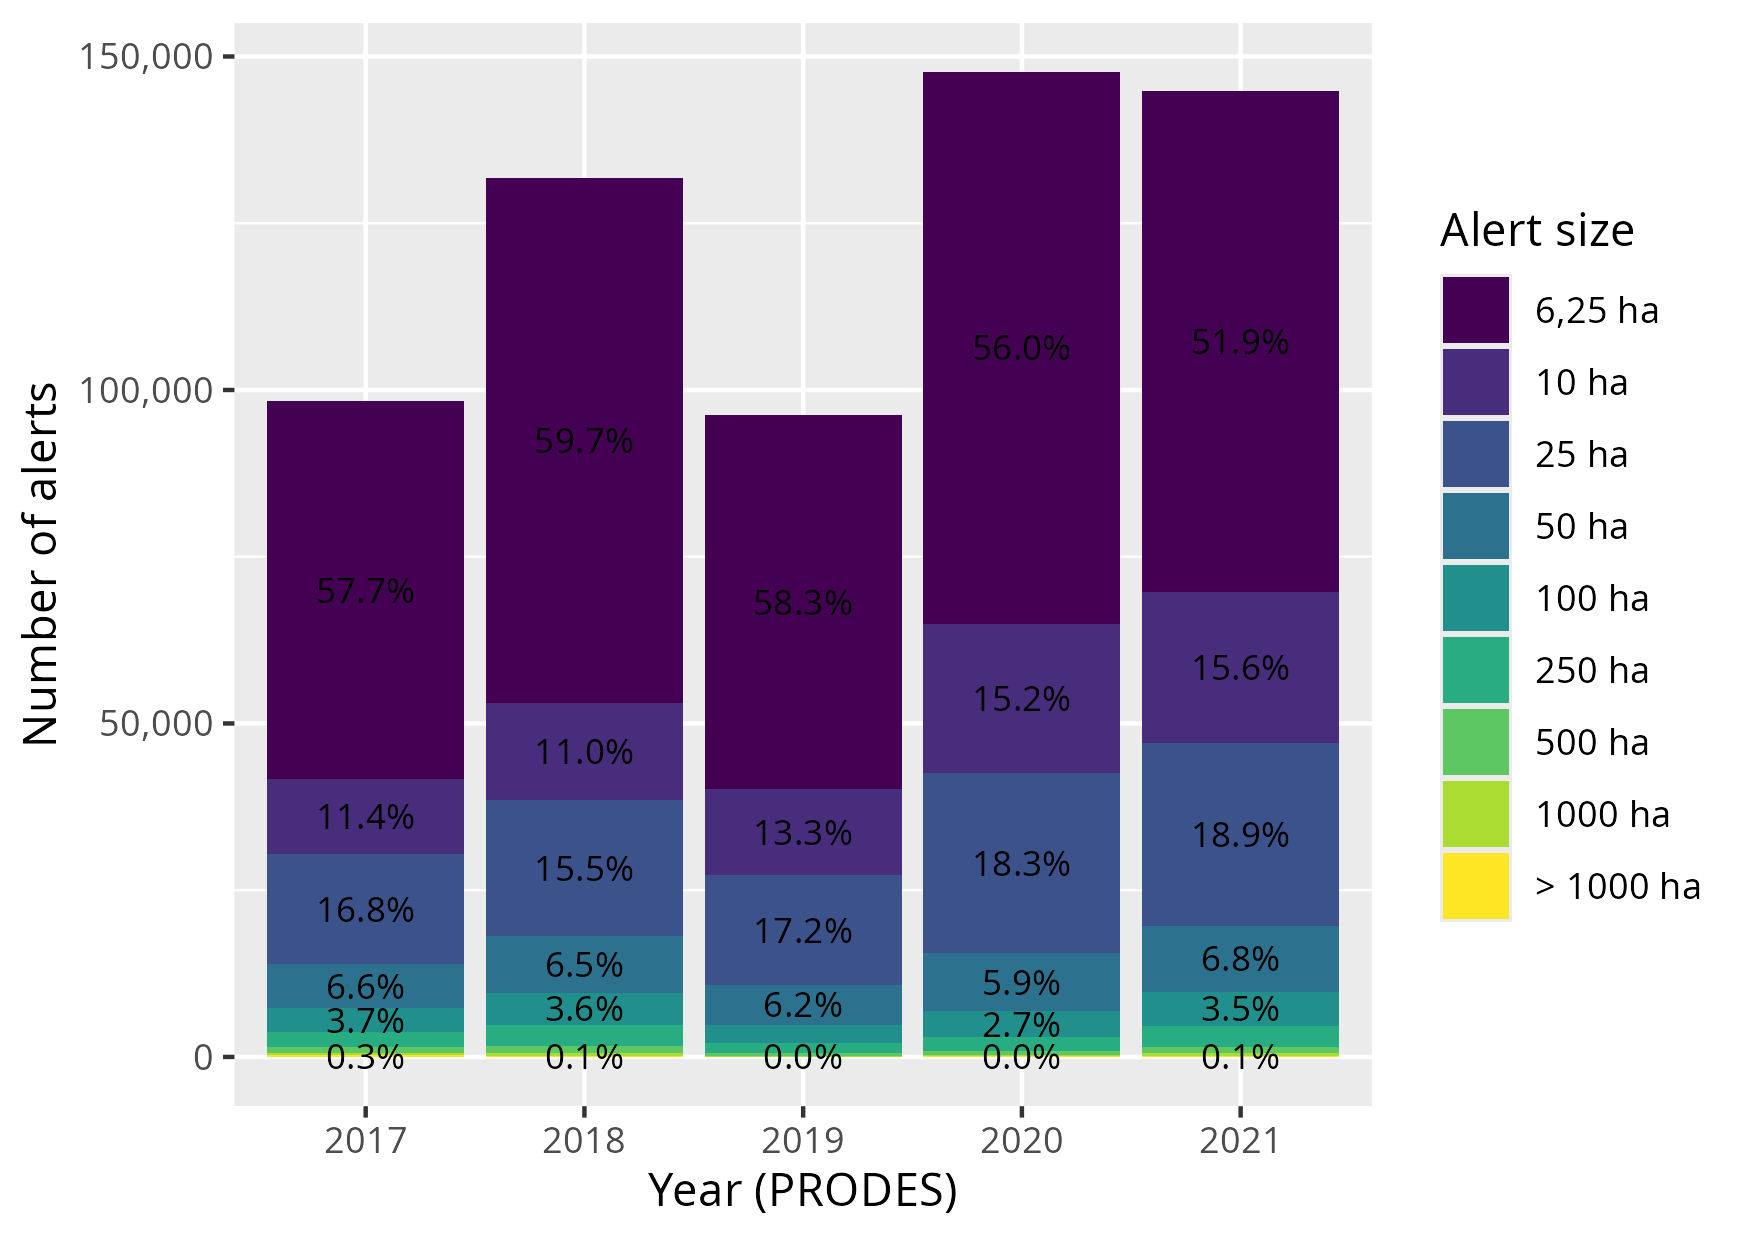 150,000
100,000
50,000
0
Number of alerts
57.7%
11.4%
16.8%
6.6%
3.7%
0.3%
59.7%
11.0%
15.5%
6.5%
3.6%
0.1%
58.3%
13.3%
17.2%
6.2%
0.0%
56.0%
15.2%
18.3%
5.9%
2.7%
0.0%
51.9%
15.6%
18.9%
6.8%
3.5%
0.1%
2017 2018 2019 2020 2021
Year (PRODES)
Alert size
6,25 ha
10 ha
25 ha
50 ha
100 ha
250 ha
500 ha
1000 ha
> 1000 ha